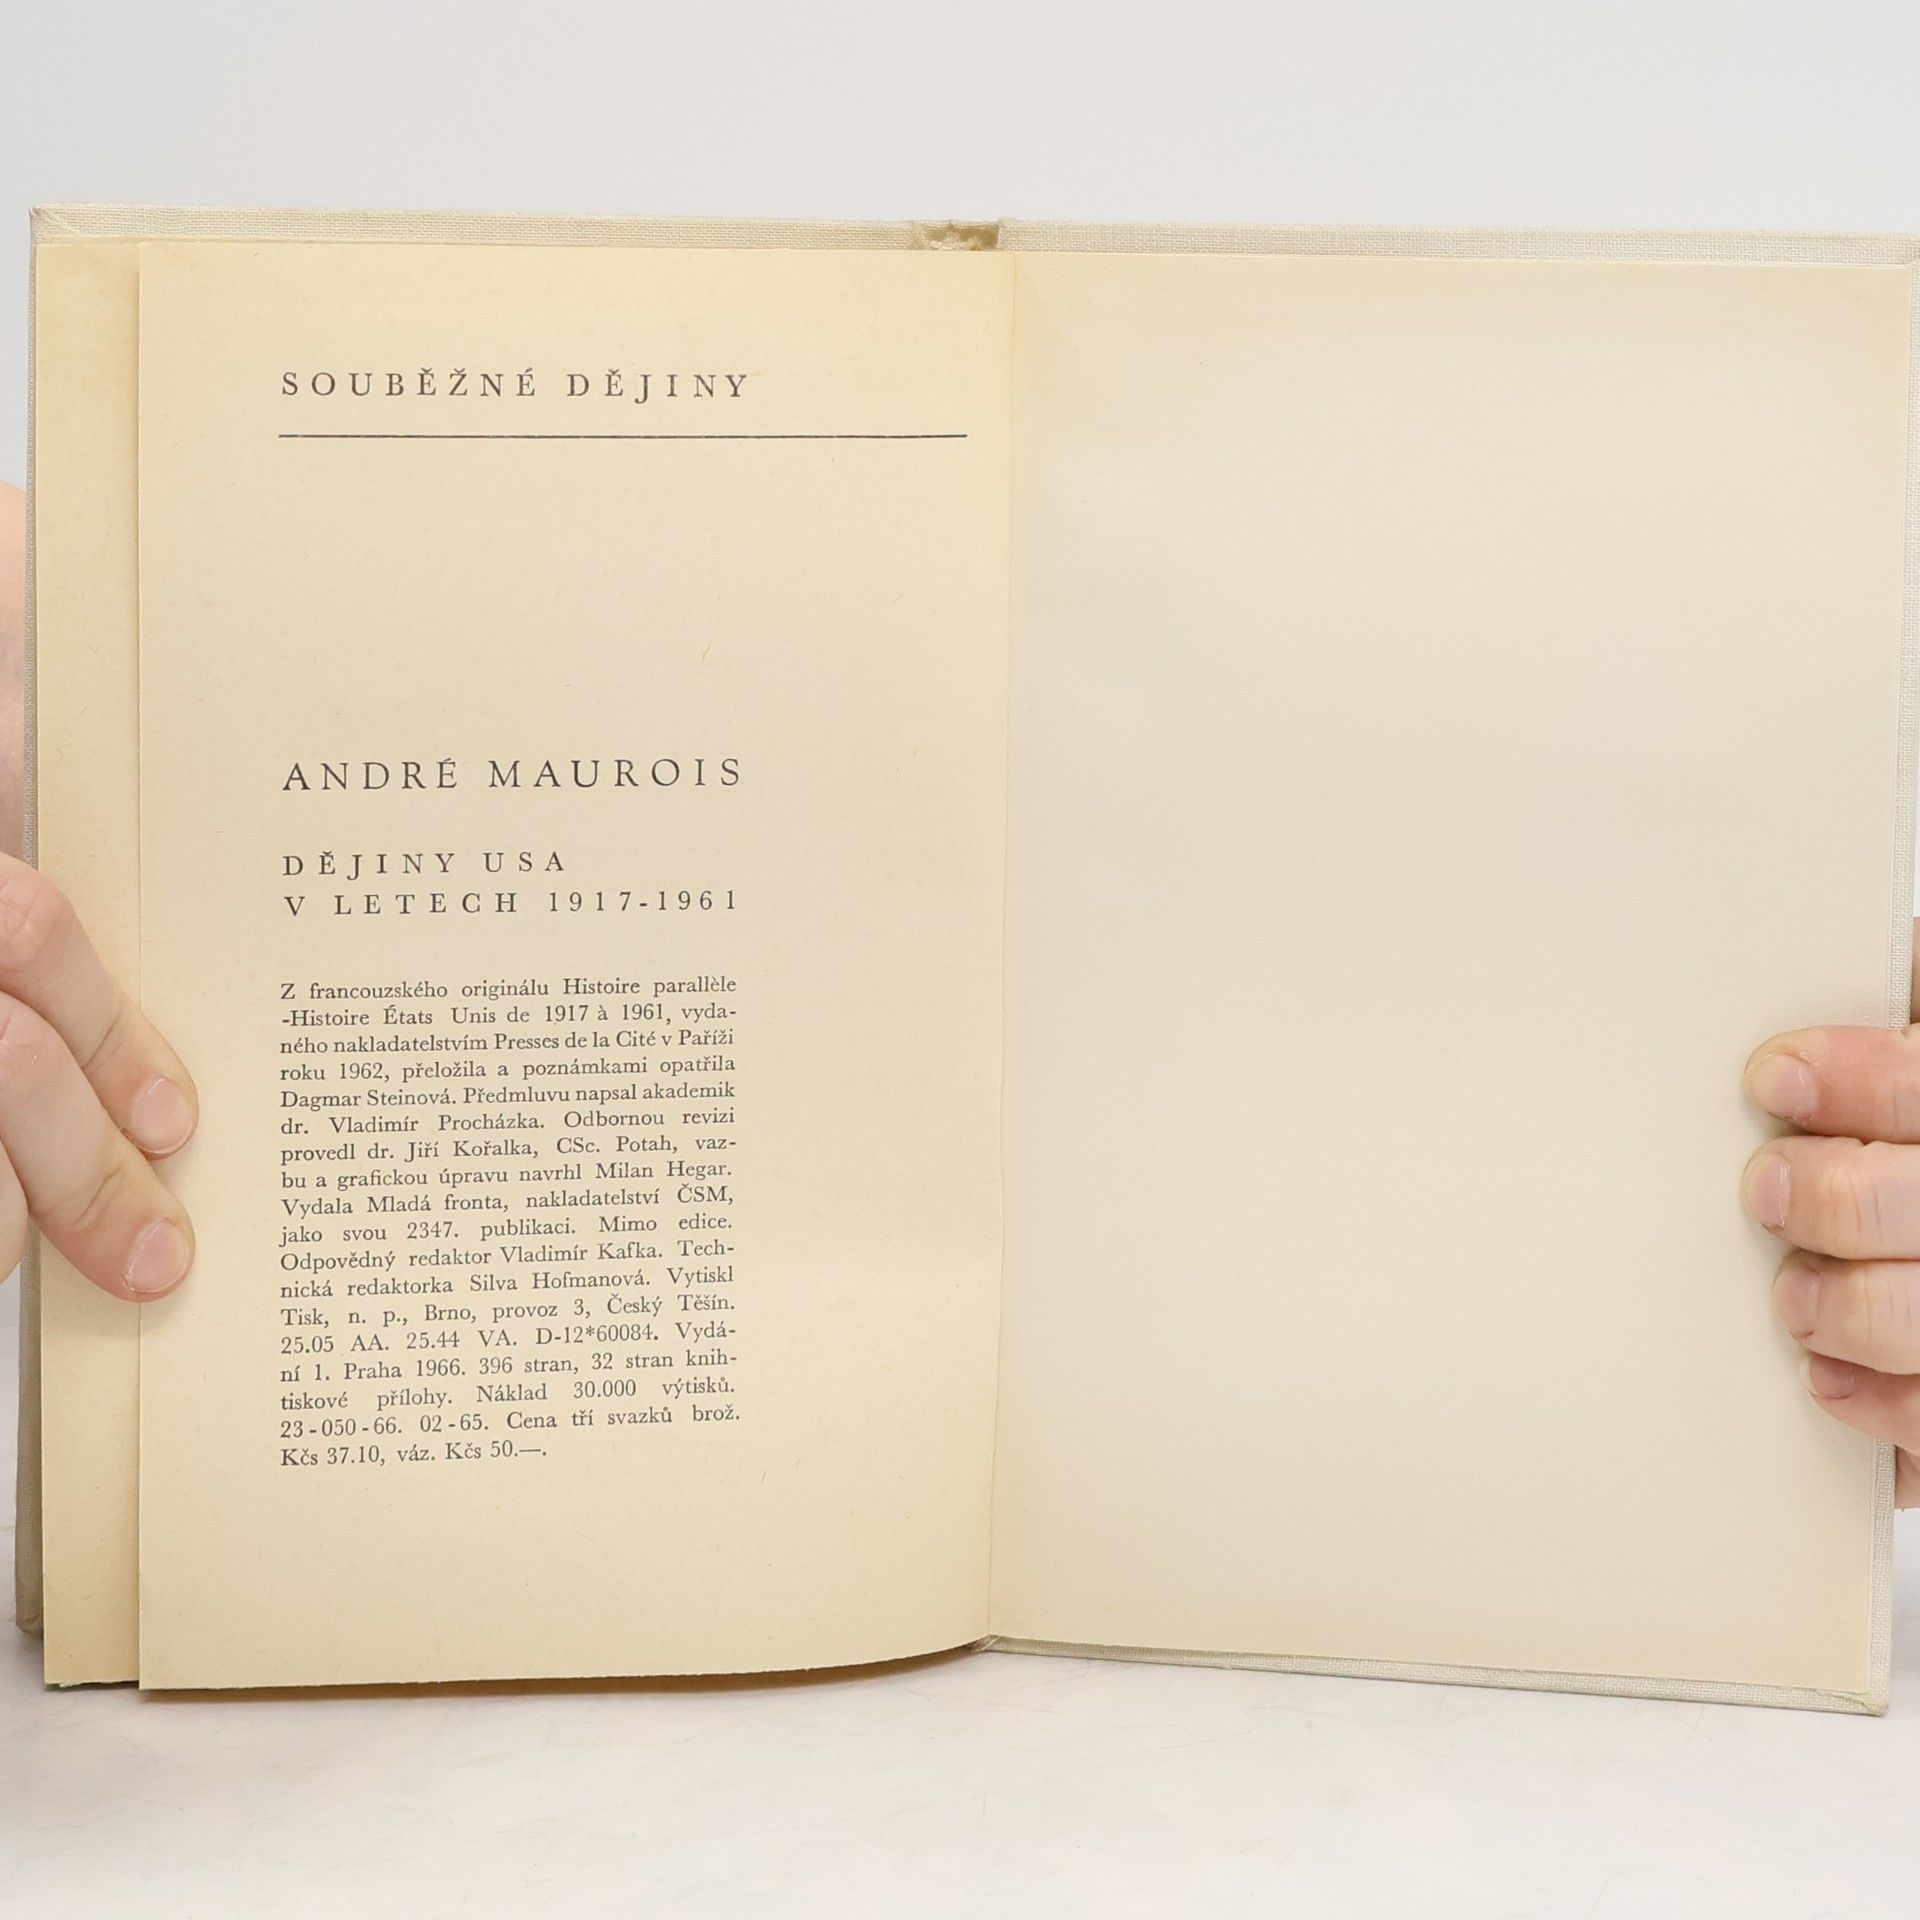 SOUBĚŽNÉ DĚJINY
ANDRÉ MAUROIS
DĚJINY USA
V LETECH 1917-1961
Z francouzského originálu Histoire parallèle
-Histoire États Unis de 1917 à 1961, vyda-
ného nakladatelstvím Presses de la Cité v Paříži
roku 1962, přeložila a poznámkami opatřila
Dagmar Steinová. Předmluvu napsal akademik
dr. Vladimír Procházka. Odbornou revizi
provedl dr. Jiří Kořalka, CSc. Potah, vaz-
bu a grafickou úpravu navrhl Milan Hegar.
Vydala Mladá fronta, nakladatelství ČSM,
jako svou 2347. publikaci. Mimo edice.
Odpovědný redaktor Vladimír Kafka. Tech-
nická redaktorka Silva Hofmanová. Vytiskl
Tisk, n. p., Brno, provoz 3, Český Těšín.
25.05 AA. 25.44 VA. D-12*60084. Vydá-
ní 1. Praha 1966. 396 stran, 32 stran knih-
tiskové přílohy. Náklad 30.000 výtisků.
23-050-66. 02-65. Cena tří svazků brož.
Kčs 37.10, váz. Kčs 50.—.